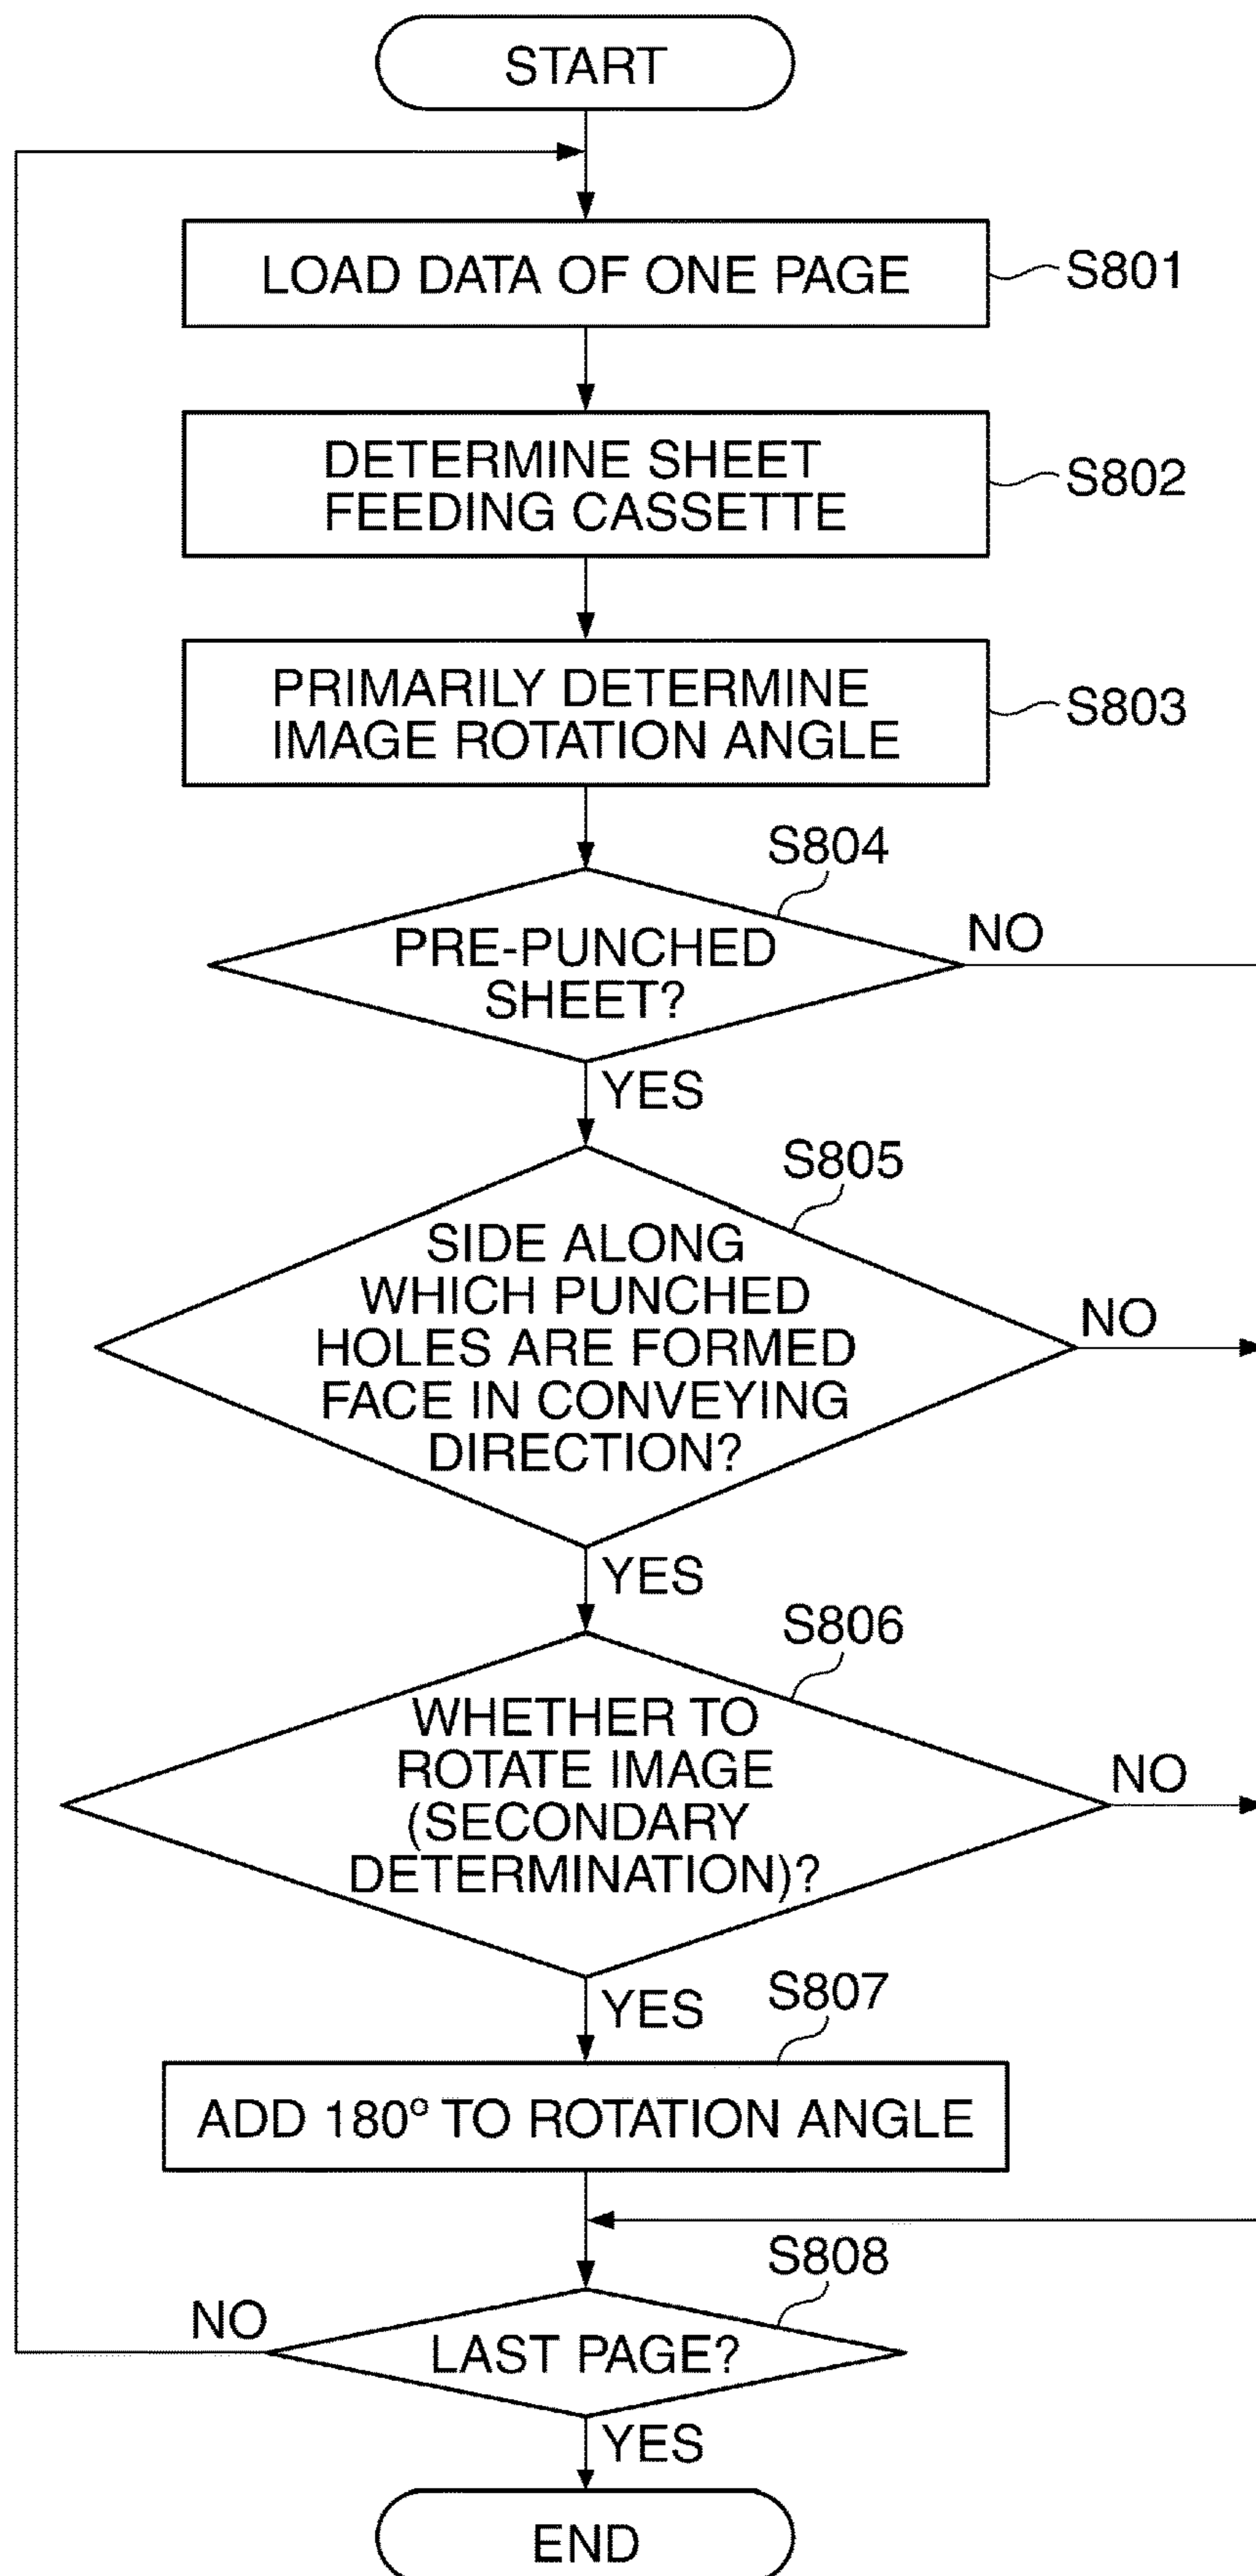 START
LOAD DATA OF ONE PAGE
S801
DETERMINE SHEET
FEEDING CASSETTE
S802
PRIMARILY DETERMINE
IMAGE ROTATION ANGLE
S803
S804
PRE-PUNCHED
SHEET?
NO
YES
S805
SIDE ALONG
WHICH PUNCHED
HOLES ARE FORMED
FACE IN CONVEYING
DIRECTION?
NO
YES
S806
WHETHER TO
ROTATE IMAGE
(SECONDARY
DETERMINATION)?
NO
YES
S807
ADD 180° TO ROTATION ANGLE
S808
LAST PAGE?
NO
YES
END